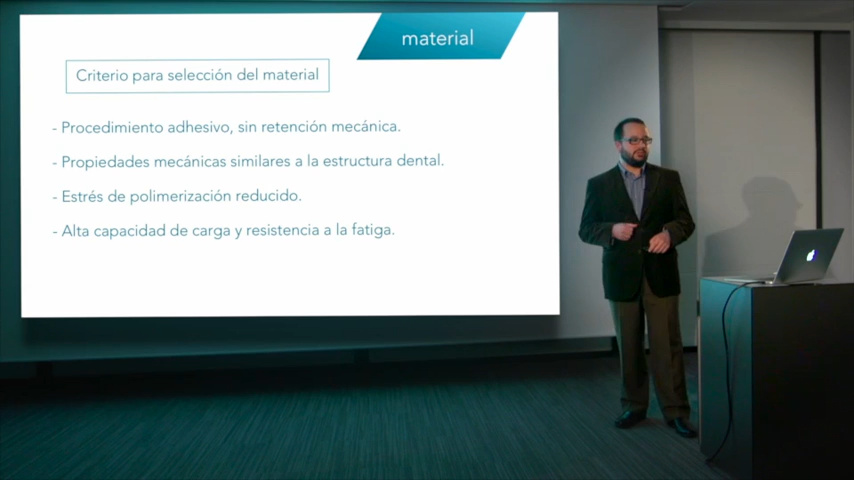 material
Criterio para selección del material
- Procedimiento adhesivo, sin retención mecánica.
- Propiedades mecánicas similares a la estructura dental.
- Estrés de polimerización reducido.
- Alta capacidad de carga y resistencia a la fatiga.